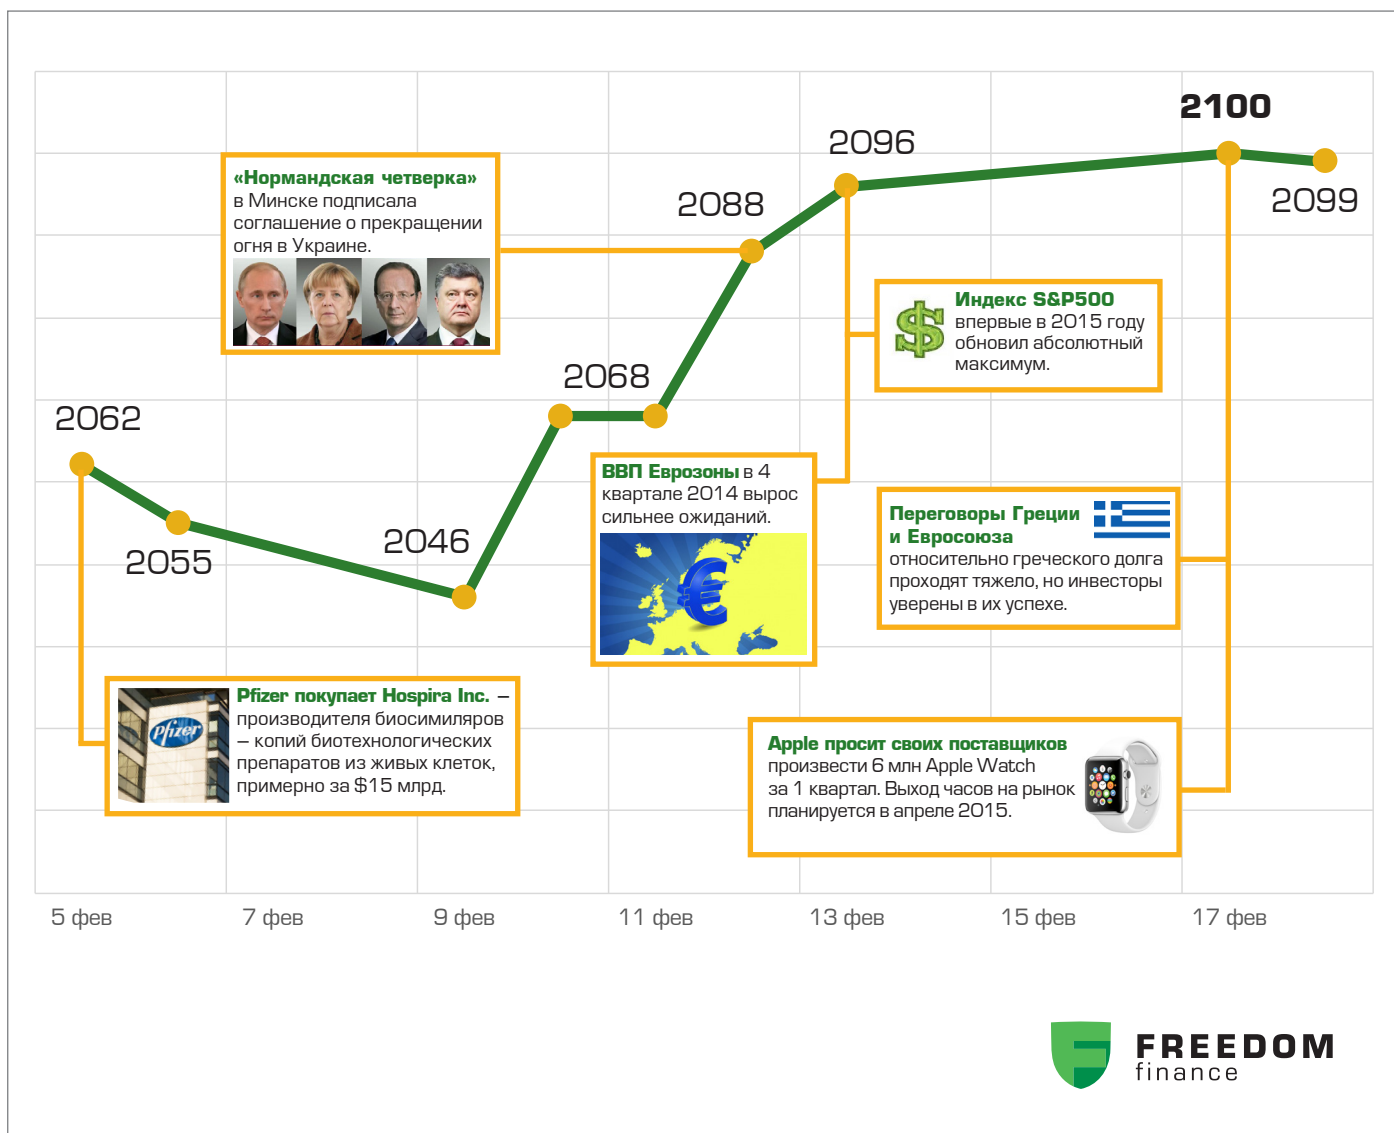 2100
2096
«Нормандская четверка»
в Минске подписала
соглашение о прекращении
огня в Украине.
2088
2099
Индекс S&P500
впервые в 2015 году
обновил абсолютный
максимум.
2068
2062
ВВП Еврозоны в 4
квартале 2014 вырос
сильнее ожиданий.
Переговоры Греции
и Евросоюза
относительно греческого долга
проходят тяжело, но инвесторы
уверены в их успехе.
2046
2055
Pfizer покупает Hospira Inc. –
производителя биосимиляров
– копий биотехнологических
препаратов из живых клеток,
примерно за $15 млрд.
Pfizer
Apple просит своих поставщиков
произвести 6 млн Apple Watch
за 1 квартал. Выход часов на рынок
планируется в апреле 2015.
5 фев
7 фев
9 фев
11 фев
13 фев
15 фев
17 фев
FREEDOM
finance